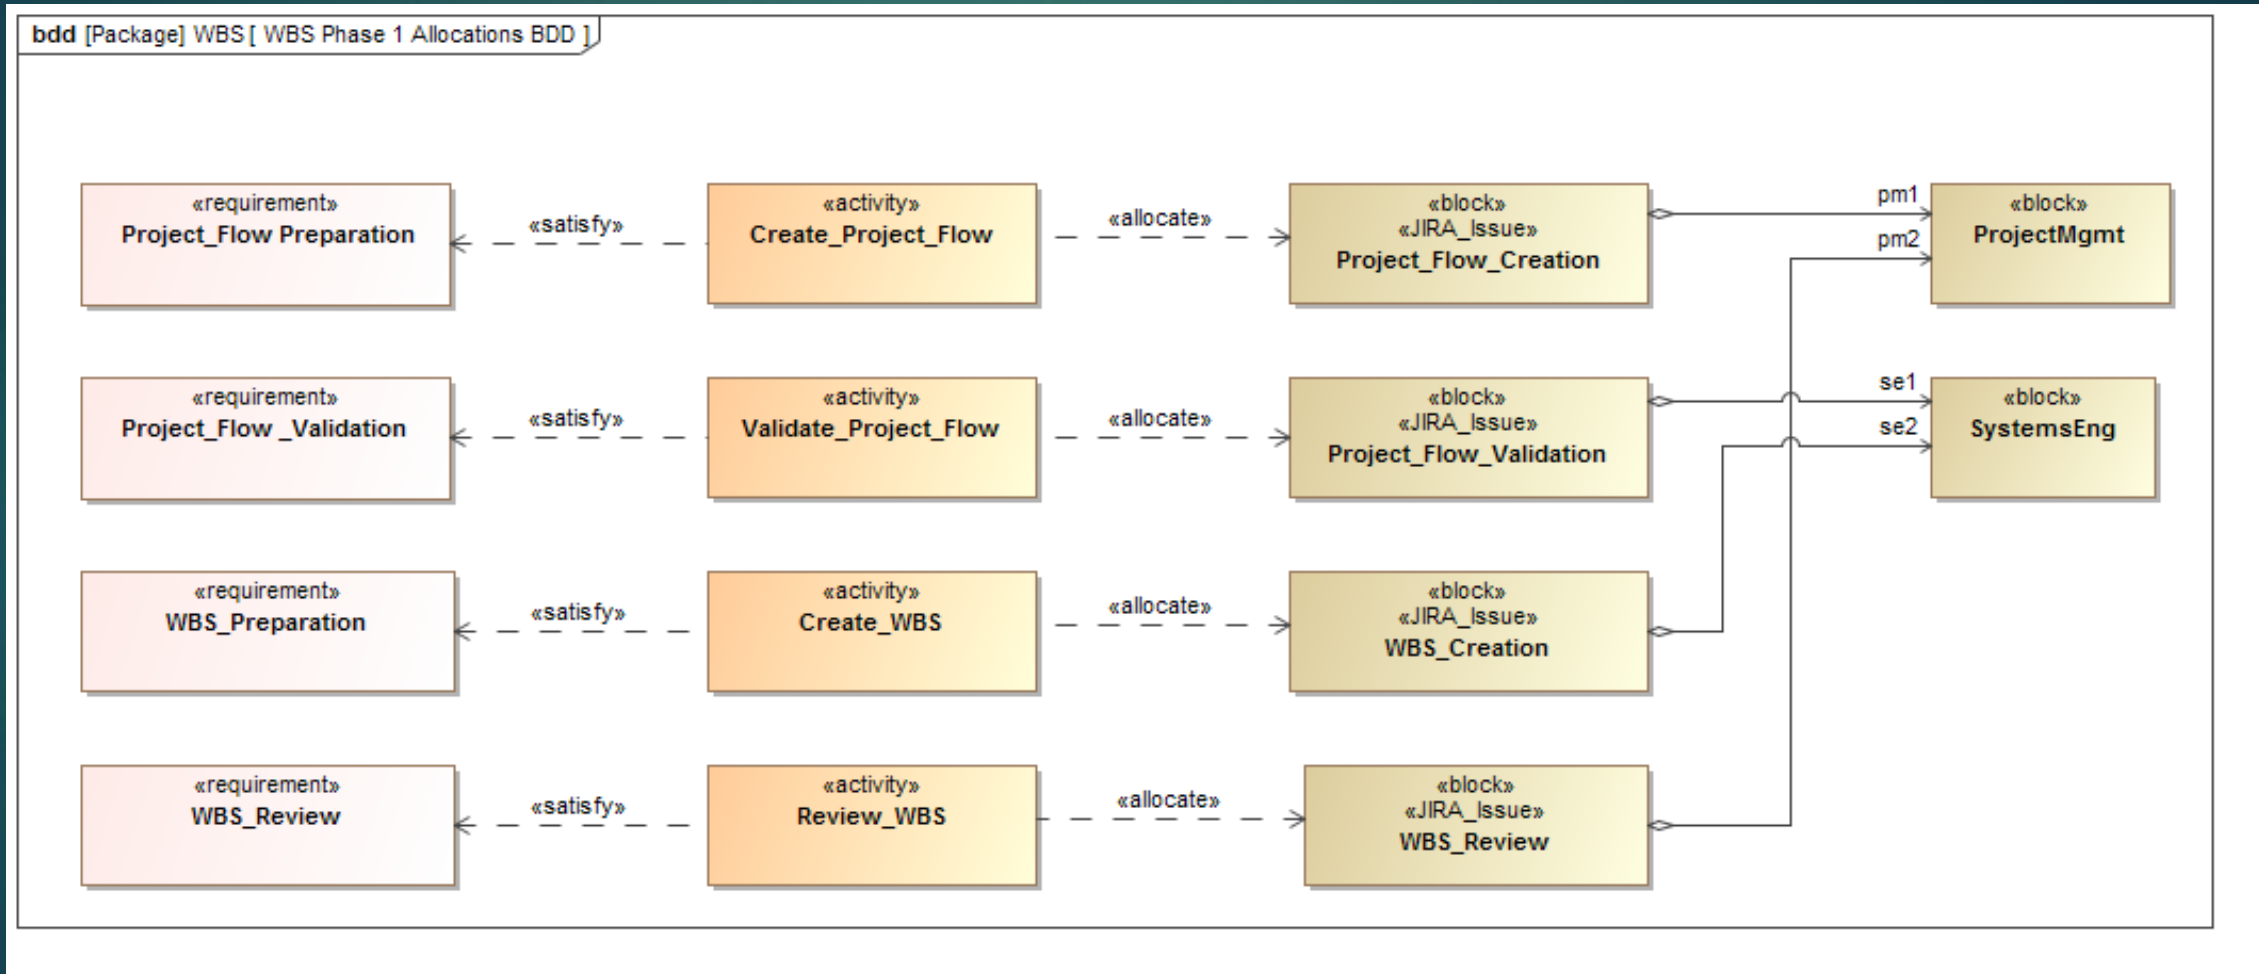 bdd [Package] WBS [ WBS Phase 1 Allocations BDD ]
«requirement»
Project_Flow Preparation
«satisfy»
«activity»
Create_Project_Flow
«allocate»
«block»
«JIRA_Issue»
Project_Flow_Creation
pm1
pm2
«block»
ProjectMgmt
«requirement»
Project_Flow _Validation
«satisfy»
«activity»
Validate_Project_Flow
«allocate»
«block»
«JIRA_Issue»
Project_Flow_Validation
se1
se2
«block»
SystemsEng
«requirement»
WBS_Preparation
«satisfy»
«activity»
Create_WBS
«allocate»
«block»
«JIRA_Issue»
WBS_Creation
«requirement»
WBS_Review
«satisfy»
«activity»
Review_WBS
«allocate»
«block»
«JIRA_Issue»
WBS_Review